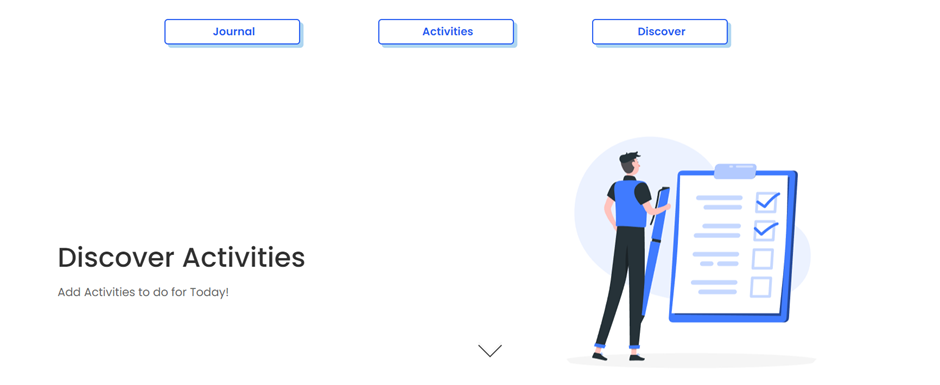 Journal
Activities
Discover
Discover Activities
Add Activities to do for Today!